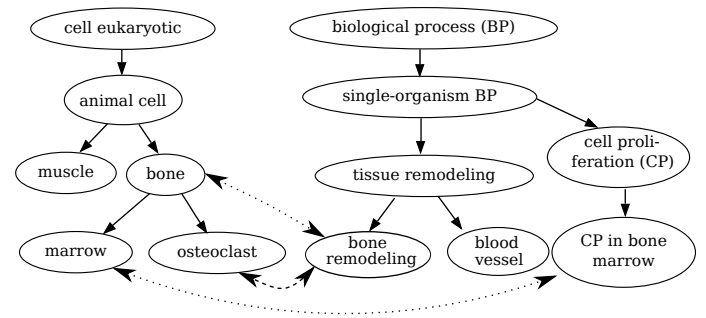 cell eukaryotic
biological process (BP)
animal cell
single-organism BP
cell proli-
feration (CP)
muscle
bone
tissue remodeling
marrow
osteoclast
bone
remodeling
blood
vessel
CP in bone
marrow